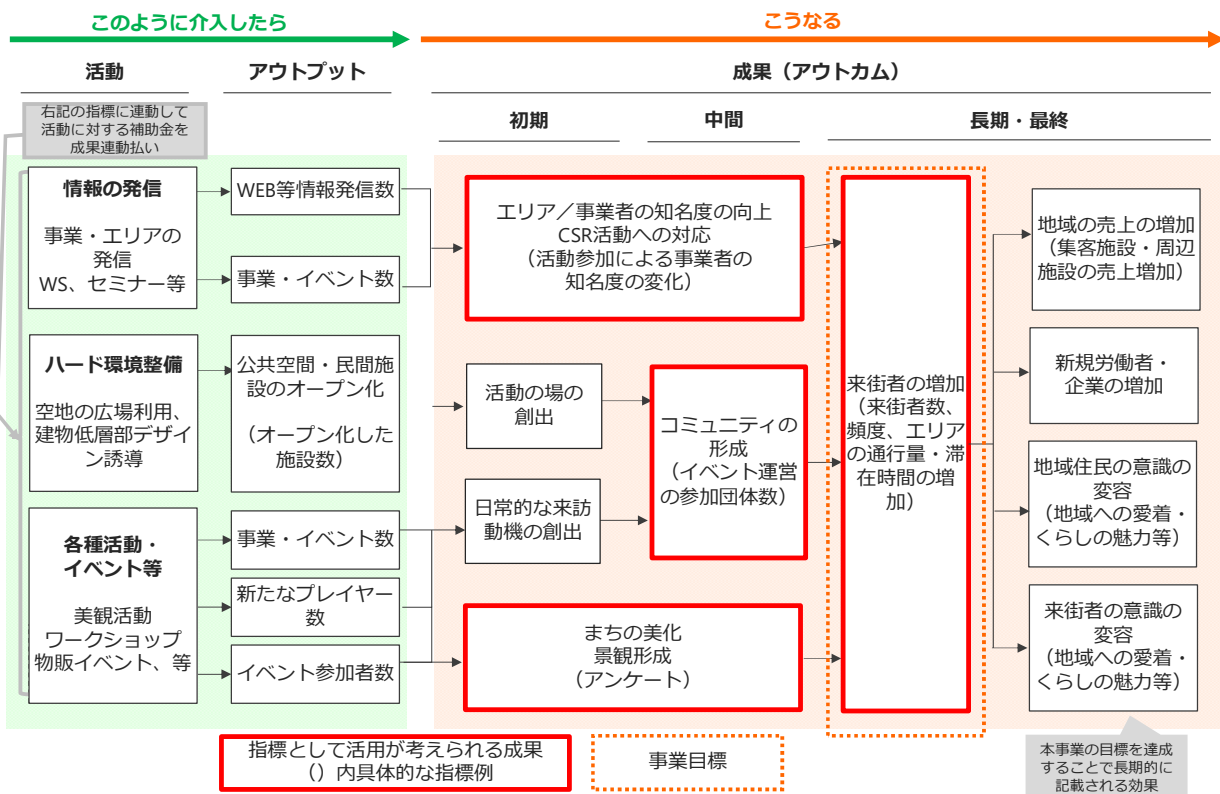 このように介入したら
こうなる
活動
アウトプット
成果（アウトカム）
右記の指標に連動して
活動に対する補助金を
成果連動払い
初期
中間
長期・最終
情報の発信
事業・エリアの
発信
WS、セミナー等
WEB等情報発信数
事業・イベント数
エリア／事業者の知名度の向上
CSR活動への対応
（活動参加による事業者の
知名度の変化）
ハード環境整備
空地の広場利用、
建物低層部デザイ
ン誘導
公共空間・民間施
設のオープン化
（オープン化した
施設数）
活動の場の
創出
日常的な来訪
動機の創出
コミュニティの
形成
（イベント運営
の参加団体数）
各種活動・
イベント等
美観活動
ワークショップ
物販イベント、等
事業・イベント数
新たなプレイヤー
数
イベント参加者数
まちの美化
景観形成
（アンケート）
来街者の増加
（来街者数、
頻度、エリア
の通行量・滞
在時間の増
加）
地域の売上の増加
（集客施設・周辺
施設の売上増加）
新規労働者・
企業の増加
地域住民の意識の
変容
（地域への愛着・
くらしの魅力等）
来街者の意識の
変容
（地域への愛着・
くらしの魅力等）
指標として活用が考えられる成果
（）内具体的な指標例
事業目標
本事業の目標を達成
することで長期的に
記載される効果